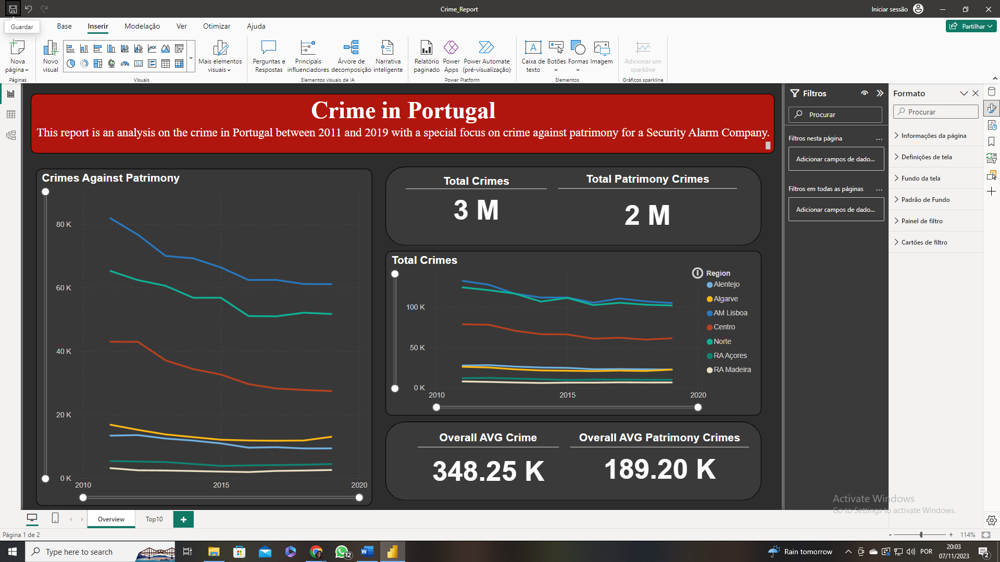 Crime_Report
Iniciar sessão
Guardar
Base
Inserir
Modelação
Ver
Otimizar
Ajuda
Partilhar
Nova página
Páginas
Novo visual
123
Mais elementos visuais
Visuais
Perguntas e Respostas
Principais influenciadores
Árvore de decomposição
Narrativa inteligente
Elementos visuais de IA
Relatório paginado
Power Apps
Power Automate (pré-visualização)
Power Platform
A
Caixa de texto
Botões
Formas
Imagem
Elementos
Adicionar um sparkline
Gráficos sparkline
Crime in Portugal
This report is an analysis on the crime in Portugal between 2011 and 2019 with a special focus on crime against patrimony for a Security Alarm Company.
Crimes Against Patrimony
80 K
60 K
40 K
20 K
0 K
2010
2015
2020
Total Crimes
3 M
Total Patrimony Crimes
2 M
Total Crimes
100 K
50 K
0 K
2010
2015
2020
Region
Alentejo
Algarve
AM Lisboa
Centro
Norte
RA Açores
RA Madeira
Overall AVG Crime
348.25 K
Overall AVG Patrimony Crimes
189.20 K
Filtros
Procurar
Filtros nesta página
...
Adicionar campos de dado...
Filtros em todas as páginas
...
Adicionar campos de dado...
Formato
Procurar
Informações da página
Definições de tela
Fundo da tela
Padrão de Fundo
Painel de filtro
Cartões de filtro
Activate Windows
Go to Settings to activate Windows.
Overview
Top10
+
Página 1 de 2
- + 114%
Type here to search
12
W
Rain tomorrow
POR
20:03
07/11/2023
2